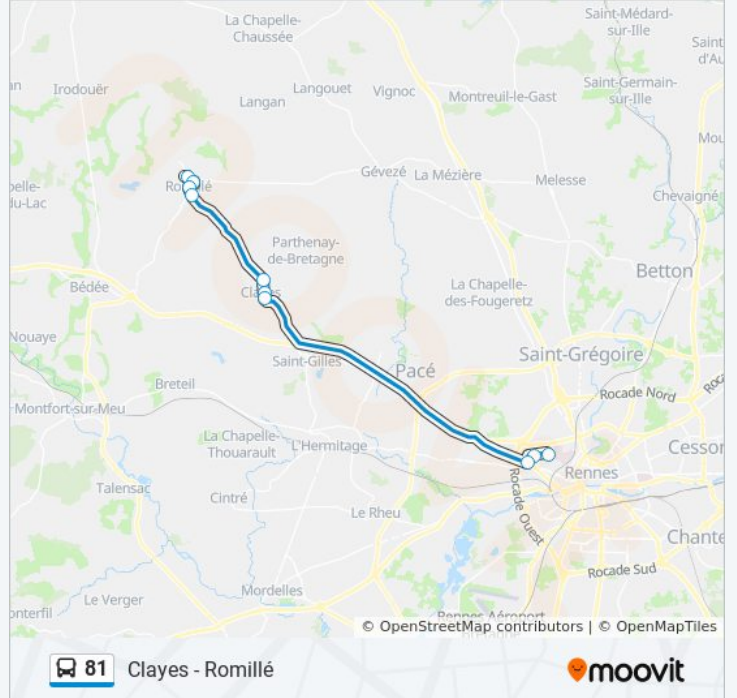 Saint-Médard-
sur-Ille
La Chapelle-
Chaussée
Saint
d'Au
Irodouër
Langouet
Vignoc
Saint-Germain-
sur-Ille
Langan
Montreuil-le-Gast
Mou
Gévezé
La Mézière
Melesse
Romillé
pelle-
du-Lac
Chevaigné
Parthenay-
de-Bretagne
Betton
Bédée
Clayes
La Chapelle-
des-Fougeretz
Nouaye
Saint-Grégoire
Saint-Gilles
Pacé
Breteil
Rocade Nord
Montfort-sur-Meu
La Chapelle-
Thouarault
L'Hermitage
Cesson
Rennes
Talensac
Cintré
Rocade Ouest
Le Rheu
Chante
Rocade Sud
Mordelles
Le Verger
onterfil
Rennes Aéroport
© OpenStreetMap contributors | © OpenMapTiles
81 Clayes - Romillé
moovit